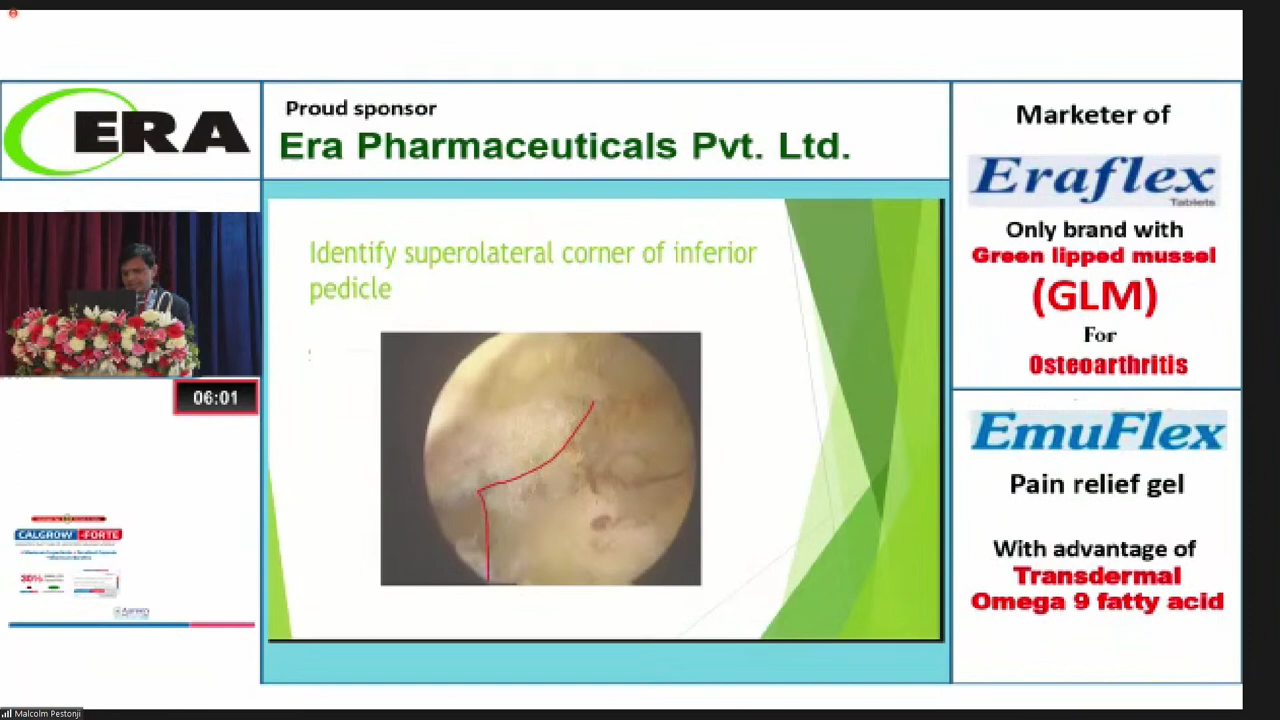 ERA
Proud sponsor
Era Pharmaceuticals Pvt. Ltd.
Identify superolateral corner of inferior
pedicle
06:01
CALGROW-FORTE
30%
Marketer of
Eraflex
Tablets
Only brand with
Green lipped mussel
(GLM)
For
Osteoarthritis
EmuFlex
Pain relief gel
With advantage of
Transdermal
Omega 9 fatty acid
Malcolm Pestonji